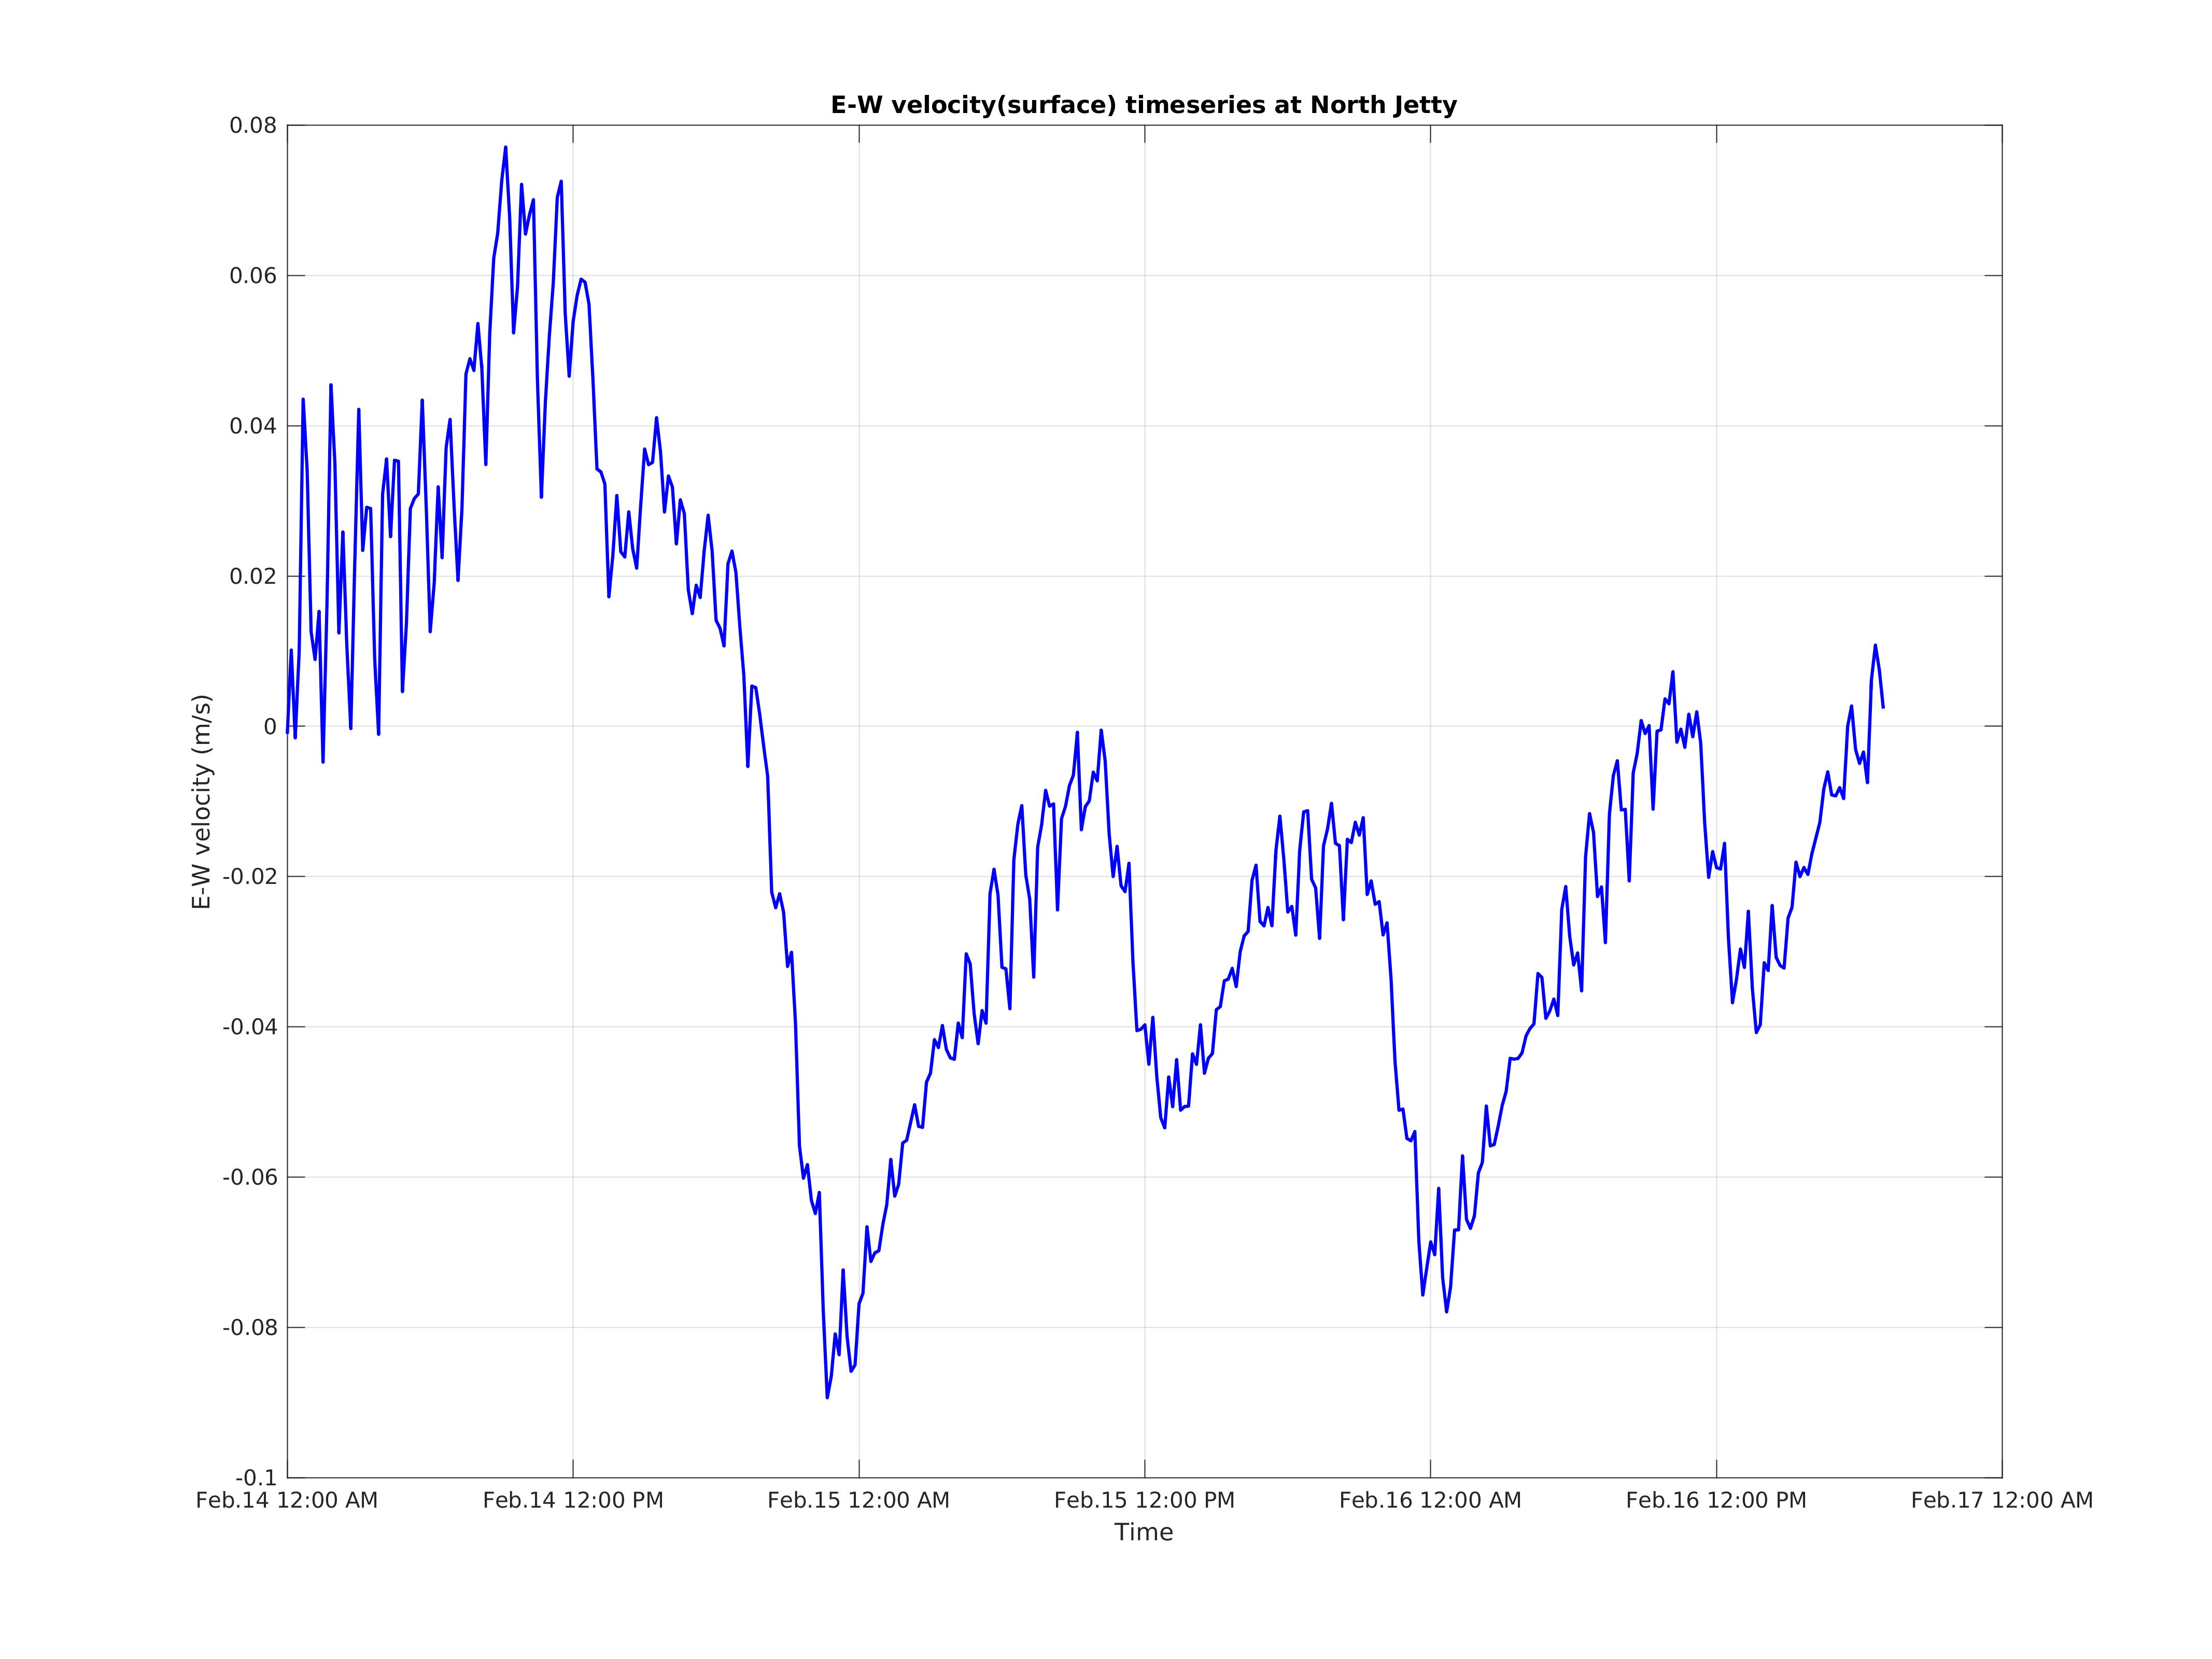 E-W velocity(surface) timeseries at North Jetty
0.08
0.06
0.04
0.02
0
-0.02
-0.04
-0.06
-0.08
-0.1
E-W velocity (m/s)
Feb.14 12:00 AM Feb.14 12:00 PM Feb.15 12:00 AM Feb.15 12:00 PM Feb.16 12:00 AM Feb.16 12:00 PM Feb.17 12:00 AM
Time